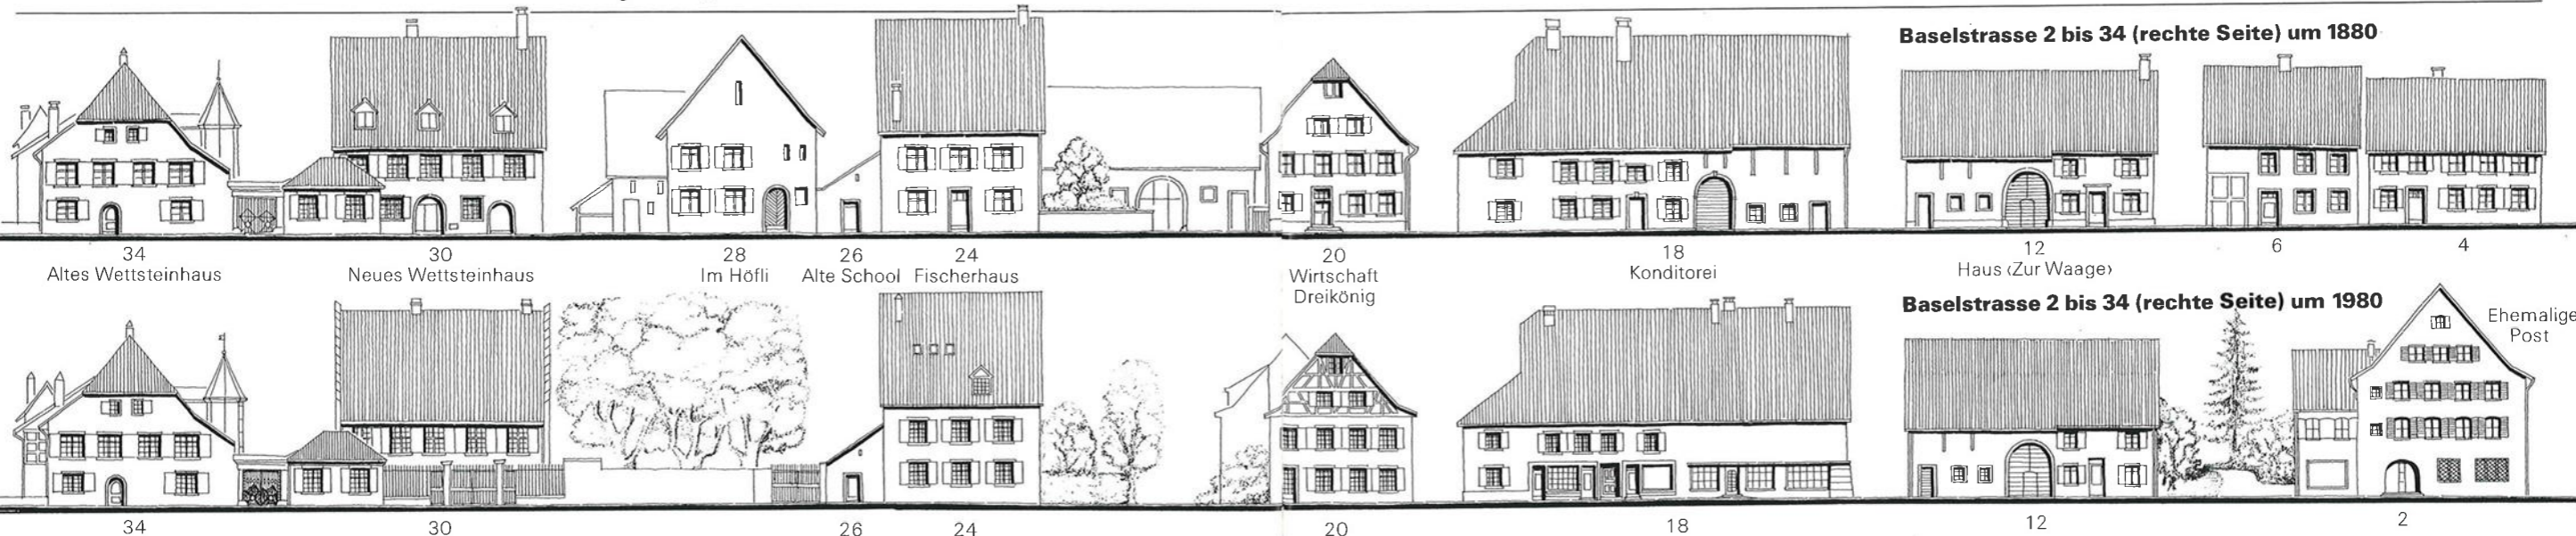 Baselstrasse 2 bis 34 (rechte Seite) um 1880
34 30 28 26 24 20 18 12 6 4
Altes Wettsteinhaus Neues Wettsteinhaus Im Höfli Alte School Fischerhaus Wirtschaft Konditorei Haus ‹Zur Waage›
Dreikönig
Baselstrasse 2 bis 34 (rechte Seite) um 1980
Ehemalige
Post
34 30 26 24 20 18 12 2